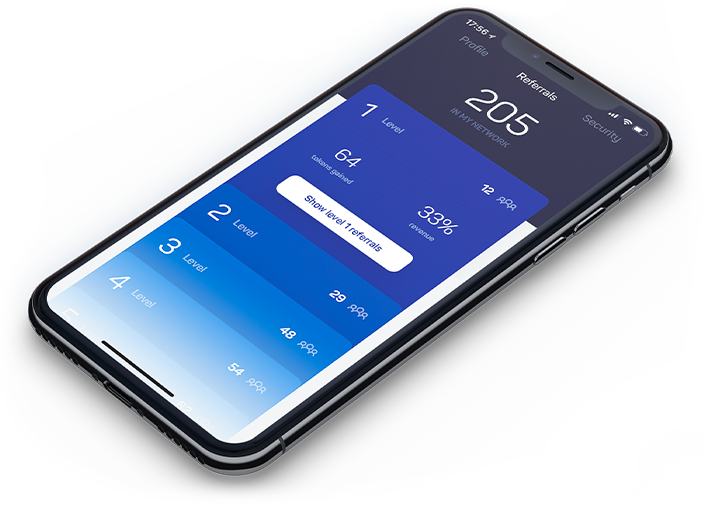 17:56
Profile
Referrals
Security
205
IN MY NETWORK
1 Level
12
64
tokens gained
33%
revenue
Show level 1 referrals
2 Level
29
3 Level
48
4 Level
54